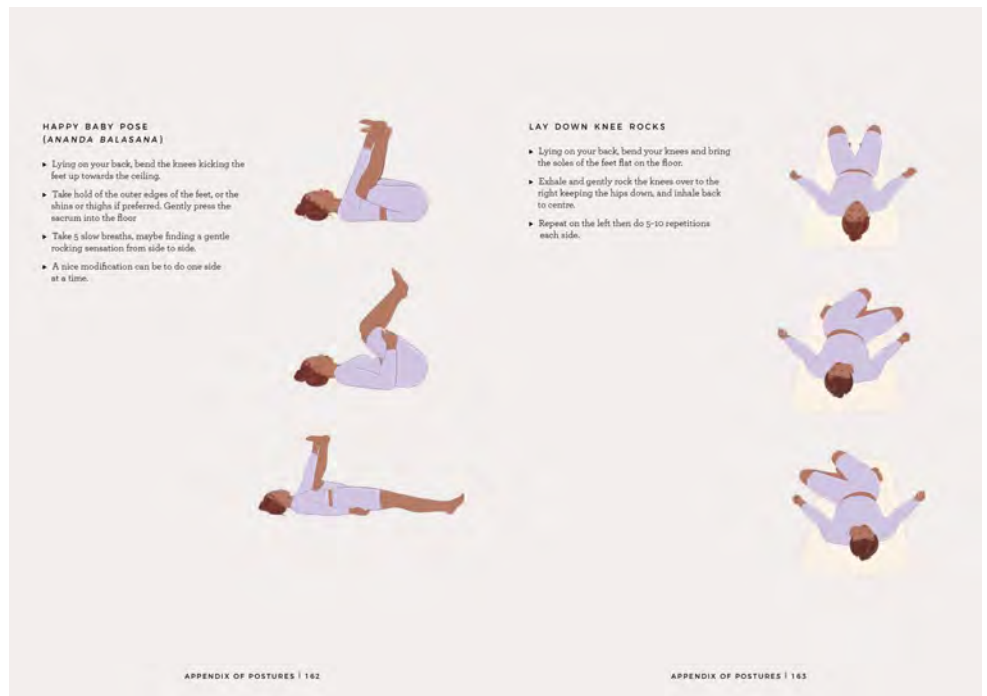 HAPPY BABY POSE
(ANANDA BALASANA)
▸ Lying on your back, bend the knees kicking the
feet up towards the ceiling.
▸ Take hold of the outer edges of the feet, or the
shins or thighs if preferred. Gently press the
sacrum into the floor
▸ Take 5 slow breaths, maybe finding a gentle
rocking sensation from side to side.
▸ A nice modification can be to do one side
at a time.
APPENDIX OF POSTURES | 162
LAY DOWN KNEE ROCKS
▸ Lying on your back, bend your knees and bring
the soles of the feet flat on the floor.
▸ Exhale and gently rock the knees over to the
right keeping the hips down, and inhale back
to centre.
▸ Repeat on the left then do 5-10 repetitions
each side.
APPENDIX OF POSTURES | 163